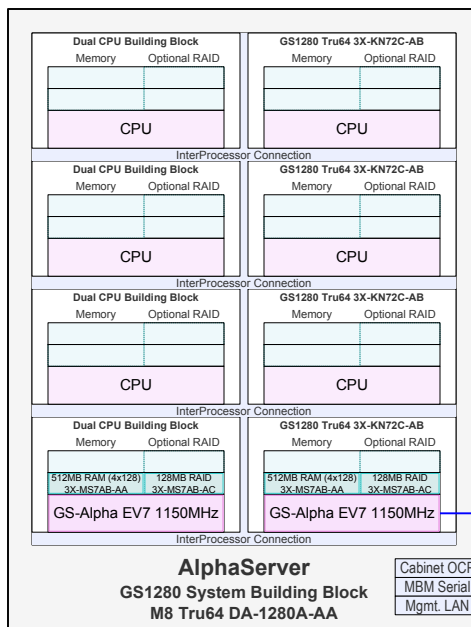 Dual CPU Building Block GS1280 Tru64 3X-KN72C-AB
Memory Optional RAID Memory Optional RAID
CPU CPU
InterProcessor Connection
Dual CPU Building Block GS1280 Tru64 3X-KN72C-AB
Memory Optional RAID Memory Optional RAID
CPU CPU
InterProcessor Connection
Dual CPU Building Block GS1280 Tru64 3X-KN72C-AB
Memory Optional RAID Memory Optional RAID
CPU CPU
InterProcessor Connection
Dual CPU Building Block GS1280 Tru64 3X-KN72C-AB
Memory Optional RAID Memory Optional RAID
512MB RAM (4x128) 128MB RAID 512MB RAM (4x128) 128MB RAID
3X-MS7AB-AA 3X-MS7AB-AC 3X-MS7AB-AA 3X-MS7AB-AC
GS-Alpha EV7 1150MHz GS-Alpha EV7 1150MHz
InterProcessor Connection
AlphaServer
GS1280 System Building Block
M8 Tru64 DA-1280A-AA
Cabinet OCP
MBM Serial
Mgmt. LAN